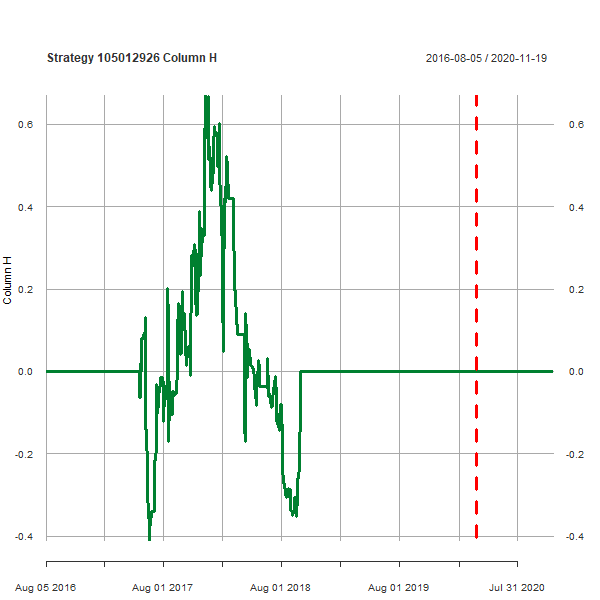 Strategy 105012926 Column H
2016-08-05 / 2020-11-19
0.6
0.6
0.4
0.4
0.2
0.2
Column H
0.0
0.0
-0.2
-0.2
-0.4
-0.4
Aug 05 2016
Aug 01 2017
Aug 01 2018
Aug 01 2019
Jul 31 2020